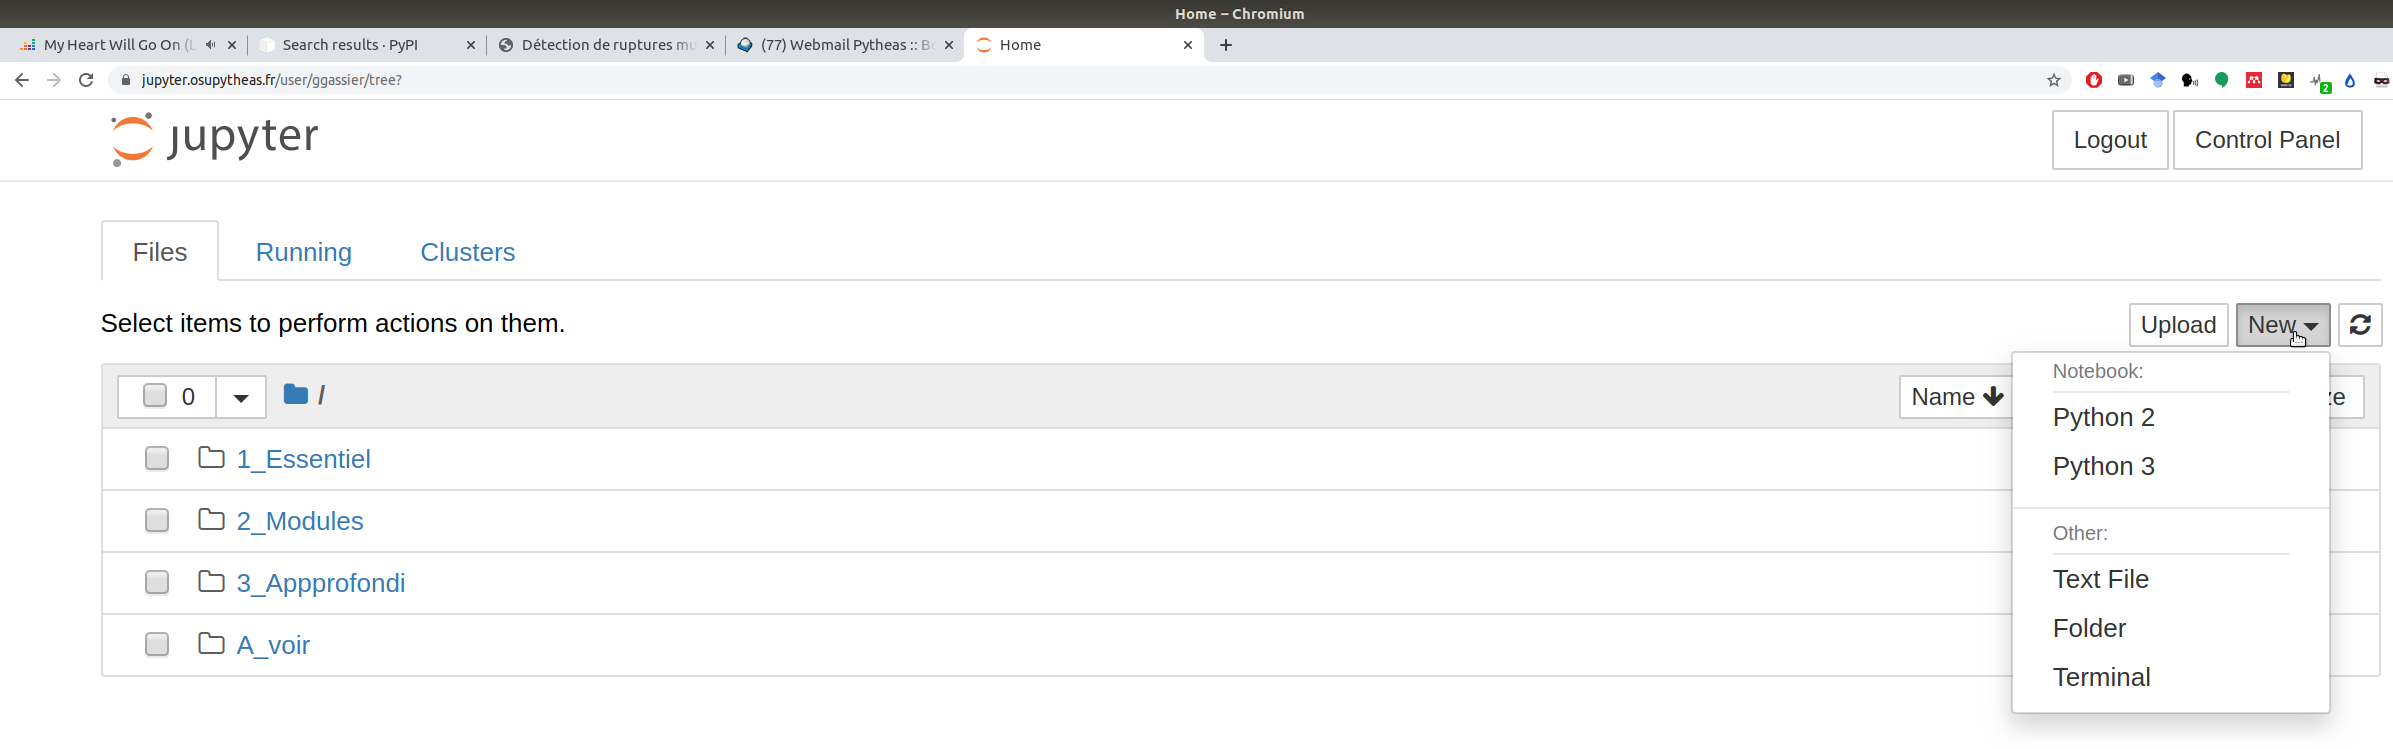 Home – Chromium
My Heart Will Go On (
Search results · PyPI
Détection de ruptures mu
(77) Webmail Pytheas :: Bo
Home
jupyter.osupytheas.fr/user/ggassier/tree?
2
jupyter
Logout
Control Panel
Files
Running
Clusters
Select items to perform actions on them.
Upload
New
0
/
Name
ze
Notebook:
Python 2
Python 3
Other:
Text File
Folder
Terminal
1_Essentiel
2_Modules
3_Appprofondi
A_voir